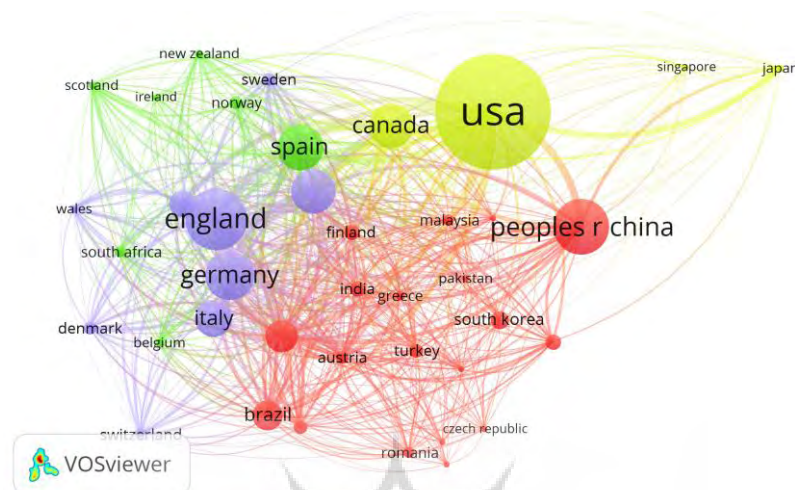 new zealand
sweden
singapore
japan
scotland
ireland
norway
usa
canada
spain
wales
england
finland
malaysia
peoples r china
south africa
germany
india
greece
pakistan
denmark
italy
belgium
austria
turkey
south korea
brazil
switzerland
romania
czech republic
VOSviewer